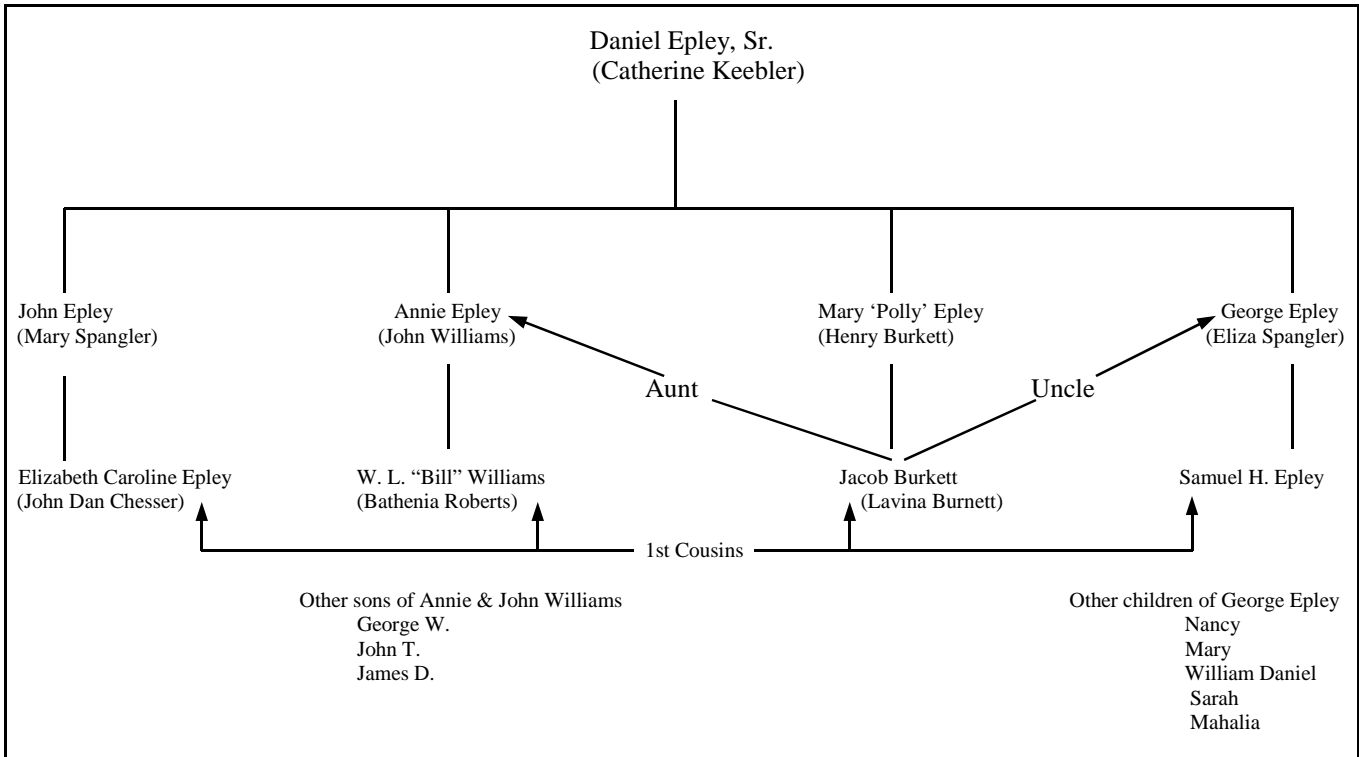 Daniel Epley, Sr.
(Catherine Keebler)
John Epley
(Mary Spangler)
Annie Epley
(John Williams)
Mary ‘Polly’ Epley
(Henry Burkett)
George Epley
(Eliza Spangler)
Aunt
Uncle
Elizabeth Caroline Epley
(John Dan Chesser)
W. L. “Bill” Williams
(Bathenia Roberts)
Jacob Burkett
(Lavina Burnett)
Samuel H. Epley
1st Cousins
Other sons of Annie & John Williams
George W.
John T.
James D.
Other children of George Epley
Nancy
Mary
William Daniel
Sarah
Mahalia